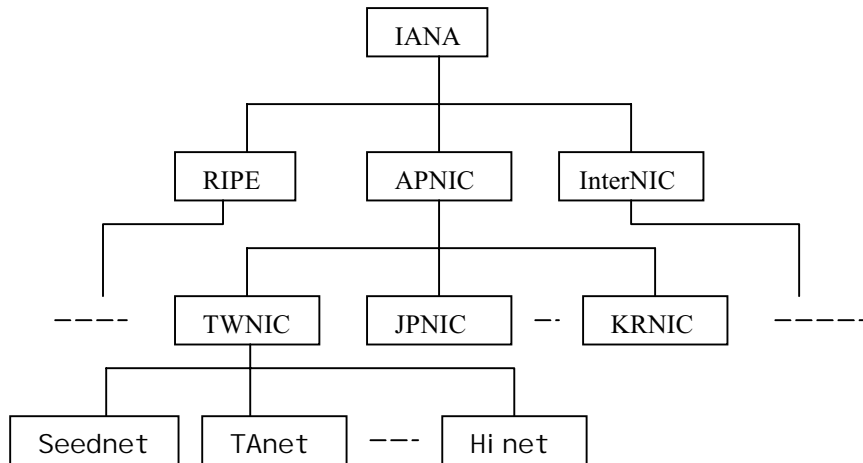 IANA
RIPE APNIC InterNIC
TWNIC JPNIC KRNIC
Seednet TAnet Hinet